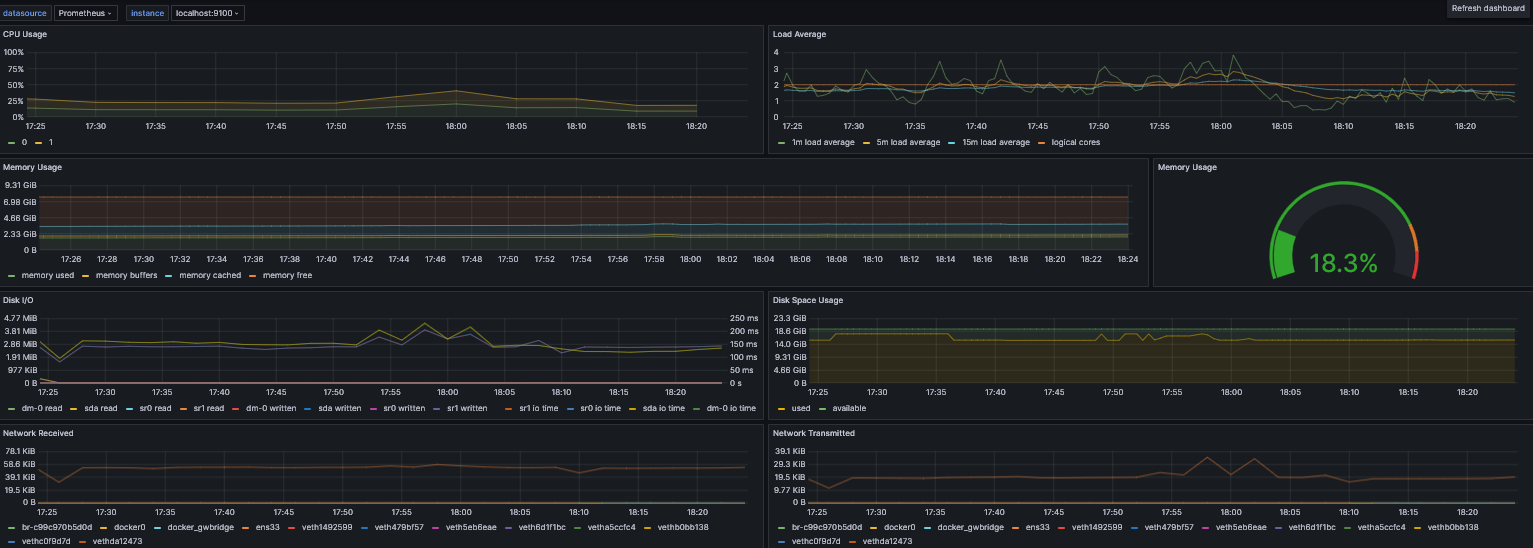 datasource Prometheus instance localhost:9100 Refresh dashboard
CPU Usage
100%
75%
50%
25%
0%
17:25 17:30 17:35 17:40 17:45 17:50 17:55 18:00 18:05 18:10 18:15 18:20
0 1
Load Average
4
3
2
1
0
17:25 17:30 17:35 17:40 17:45 17:50 17:55 18:00 18:05 18:10 18:15 18:20
1m load average 5m load average 15m load average logical cores
Memory Usage
9.31 GiB
6.98 GiB
4.66 GiB
2.33 GiB
0 B
17:26 17:28 17:30 17:32 17:34 17:36 17:38 17:40 17:42 17:44 17:46 17:48 17:50 17:52 17:54 17:56 17:58 18:00 18:02 18:04 18:06 18:08 18:10 18:12 18:14 18:16 18:18 18:20 18:22 18:24
memory used memory buffers memory cached memory free
Memory Usage
18.3%
Disk I/O
4.77 MiB
3.81 MiB
2.86 MiB
1.91 MiB
977 KiB
0 B
250 ms
200 ms
150 ms
100 ms
50 ms
0 s
17:25 17:30 17:35 17:40 17:45 17:50 17:55 18:00 18:05 18:10 18:15 18:20
dm-0 read sda read sr0 read sr1 read dm-0 written sda written sr0 written sr1 written sr1 io time sr0 io time sda io time dm-0 io time
Disk Space Usage
23.3 GiB
18.6 GiB
14.0 GiB
9.31 GiB
4.66 GiB
0 B
17:25 17:30 17:35 17:40 17:45 17:50 17:55 18:00 18:05 18:10 18:15 18:20
used available
Network Received
78.1 KiB
58.6 KiB
39.1 KiB
19.5 KiB
0 B
17:25 17:30 17:35 17:40 17:45 17:50 17:55 18:00 18:05 18:10 18:15 18:20
br-c99c970b5d0d docker0 docker_gwbridge ens33 veth1492599 veth479bf57 veth5eb6eae veth6d1f1bc vetha5ccfc4 vethb0bb138
vethc0f9d7d vethda12473
Network Transmitted
39.1 KiB
29.3 KiB
19.5 KiB
9.77 KiB
0 B
17:25 17:30 17:35 17:40 17:45 17:50 17:55 18:00 18:05 18:10 18:15 18:20
br-c99c970b5d0d docker0 docker_gwbridge ens33 veth1492599 veth479bf57 veth5eb6eae veth6d1f1bc vetha5ccfc4 vethb0bb138
vethc0f9d7d vethda12473